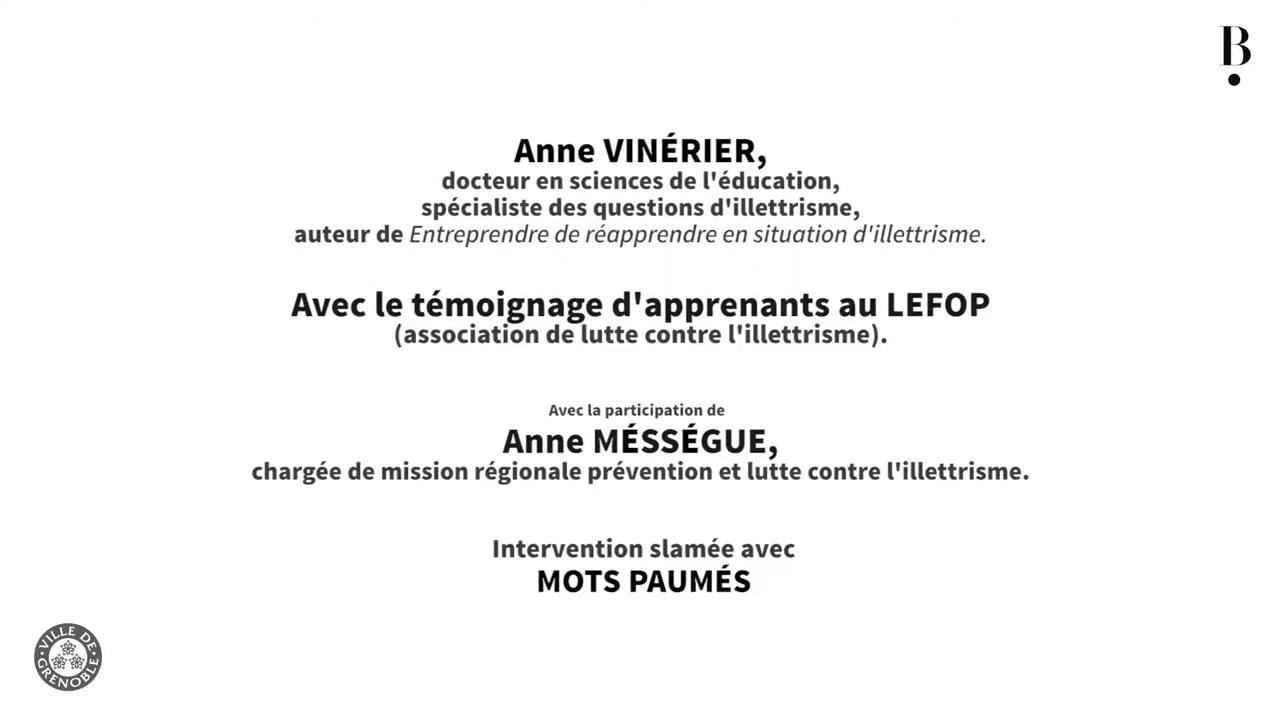 B
Anne VINÉRIER,
docteur en sciences de l'éducation,
spécialiste des questions d'illettrisme,
auteur de Entreprendre de réapprendre en situation d'illettrisme.
Avec le témoignage d'apprenants au LEFOP
(association de lutte contre l'illettrisme).
Avec la participation de
Anne MÉSSÉGUE,
chargée de mission régionale prévention et lutte contre l'illettrisme.
Intervention slamée avec
MOTS PAUMÉS
VILLE DE GRENOBLE